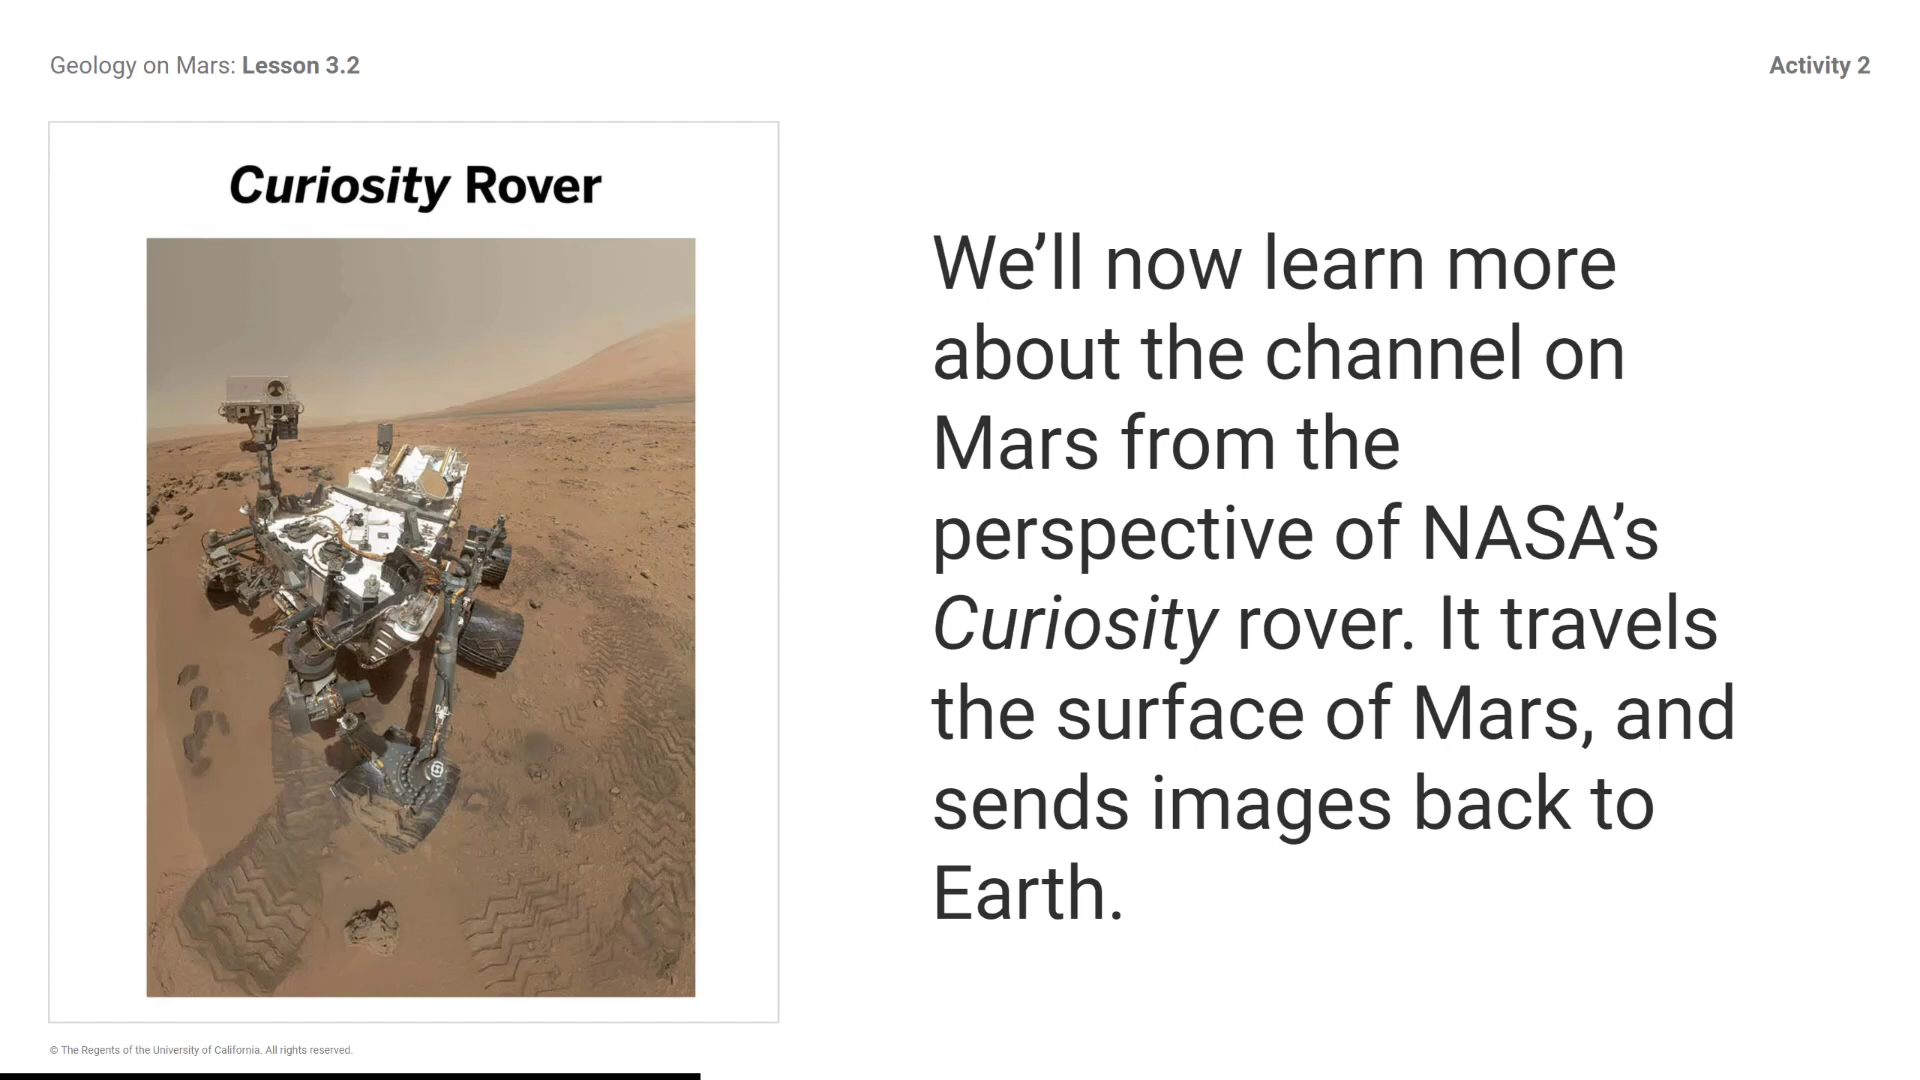 Geology on Mars: Lesson 3.2
Activity 2
Curiosity Rover
We’ll now learn more
about the channel on
Mars from the
perspective of NASA’s
Curiosity rover. It travels
the surface of Mars, and
sends images back to
Earth.
© The Regents of the University of California. All rights reserved.